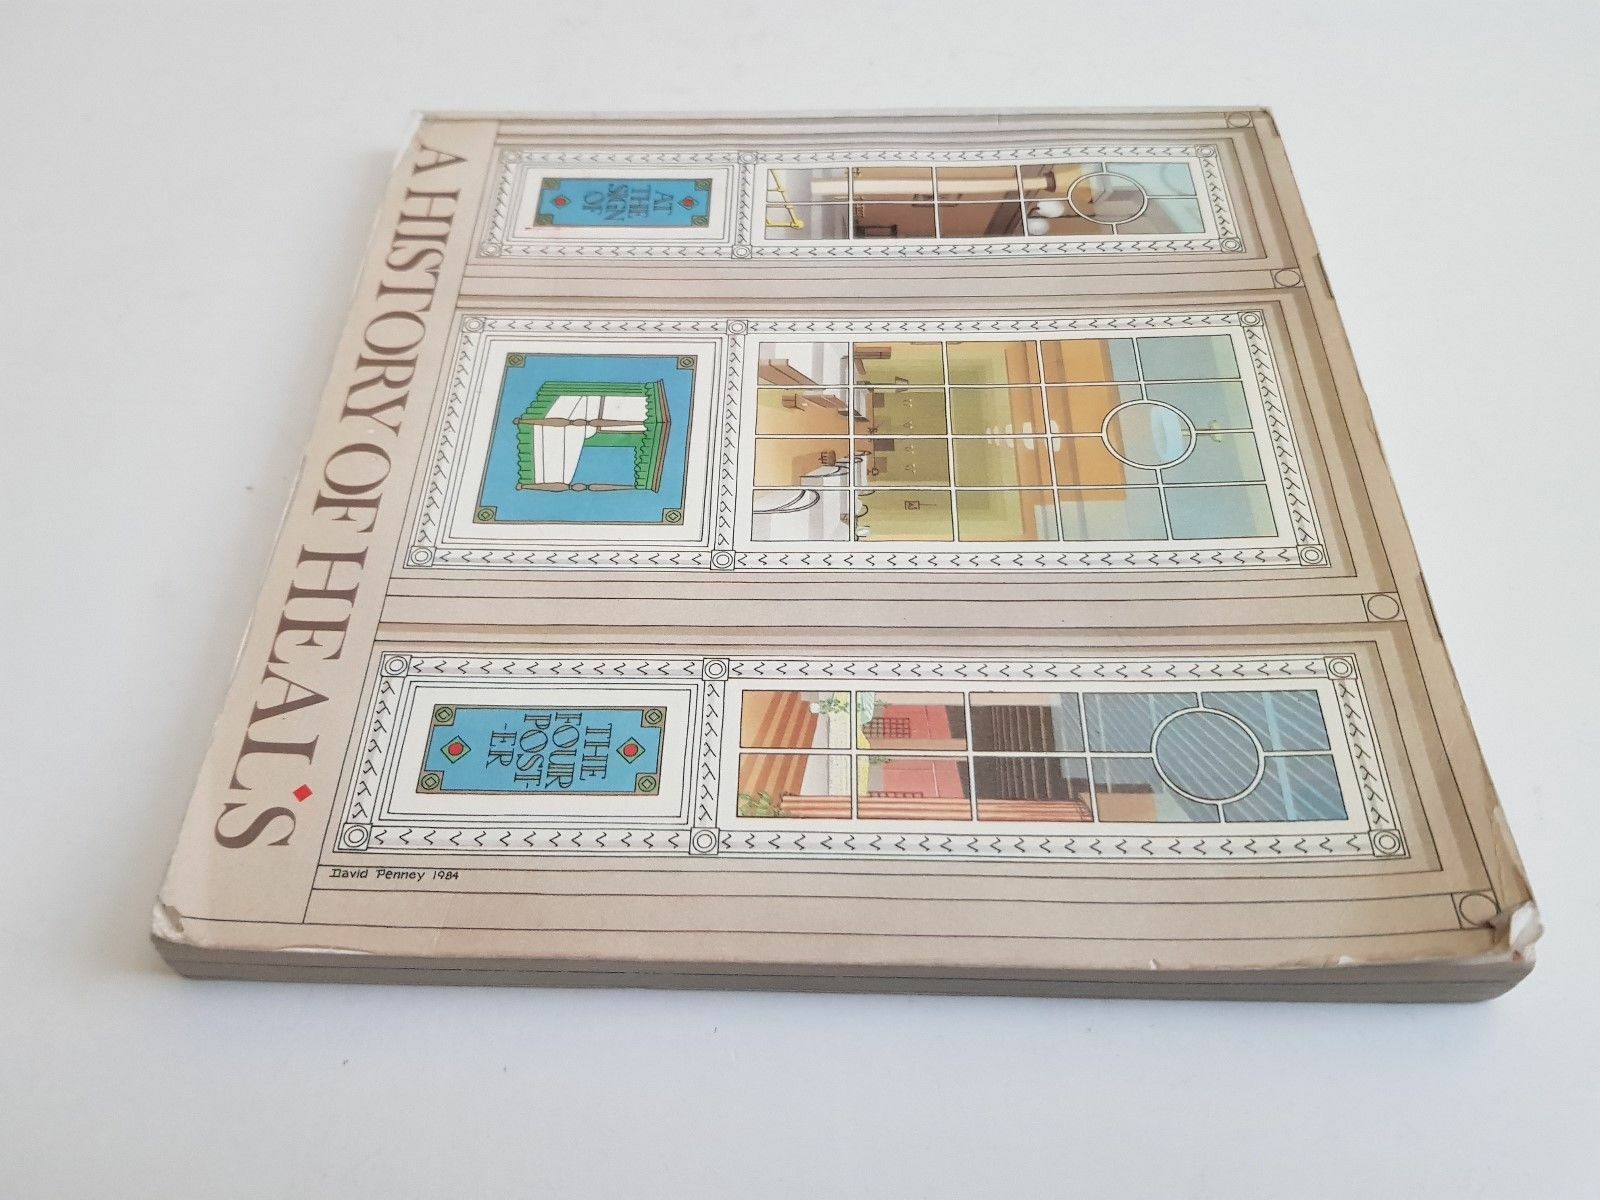 A HISTORY OF HEAL'S
AT
THE
SIGN
OF
THE
FOUR
POST-
-ER
David Penney 1984